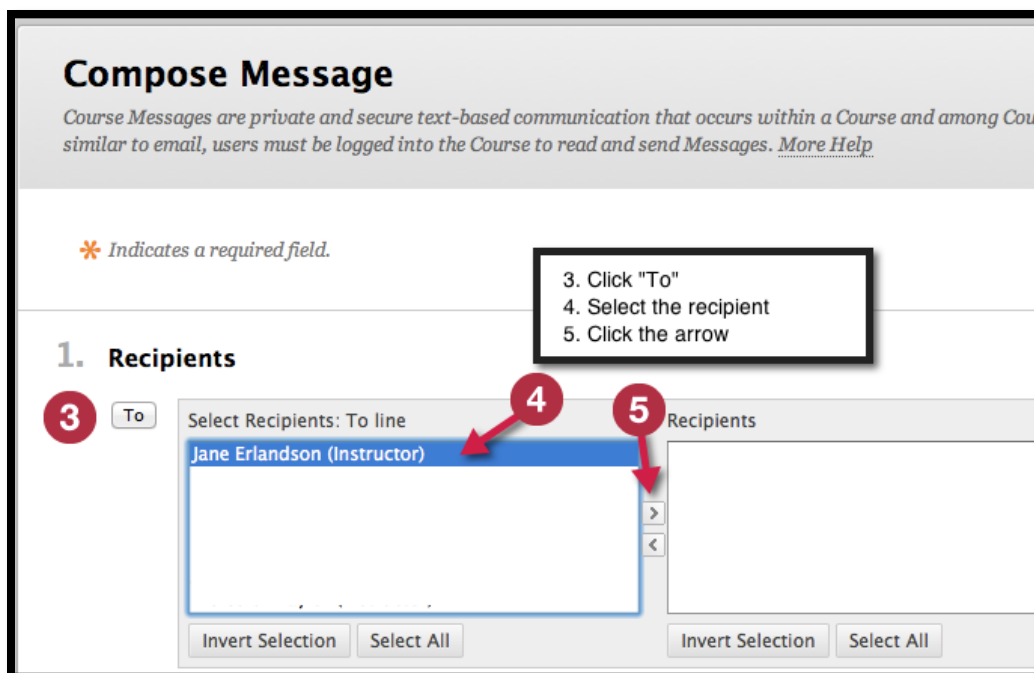 Compose Message
Course Messages are private and secure text-based communication that occurs within a Course and among Cou
similar to email, users must be logged into the Course to read and send Messages. More Help
* Indicates a required field.
3. Click "To"
4. Select the recipient
5. Click the arrow
1. Recipients
3 To Select Recipients: To line 4 5 Recipients
Jane Erlandson (Instructor)
>
<
Invert Selection Select All Invert Selection Select All